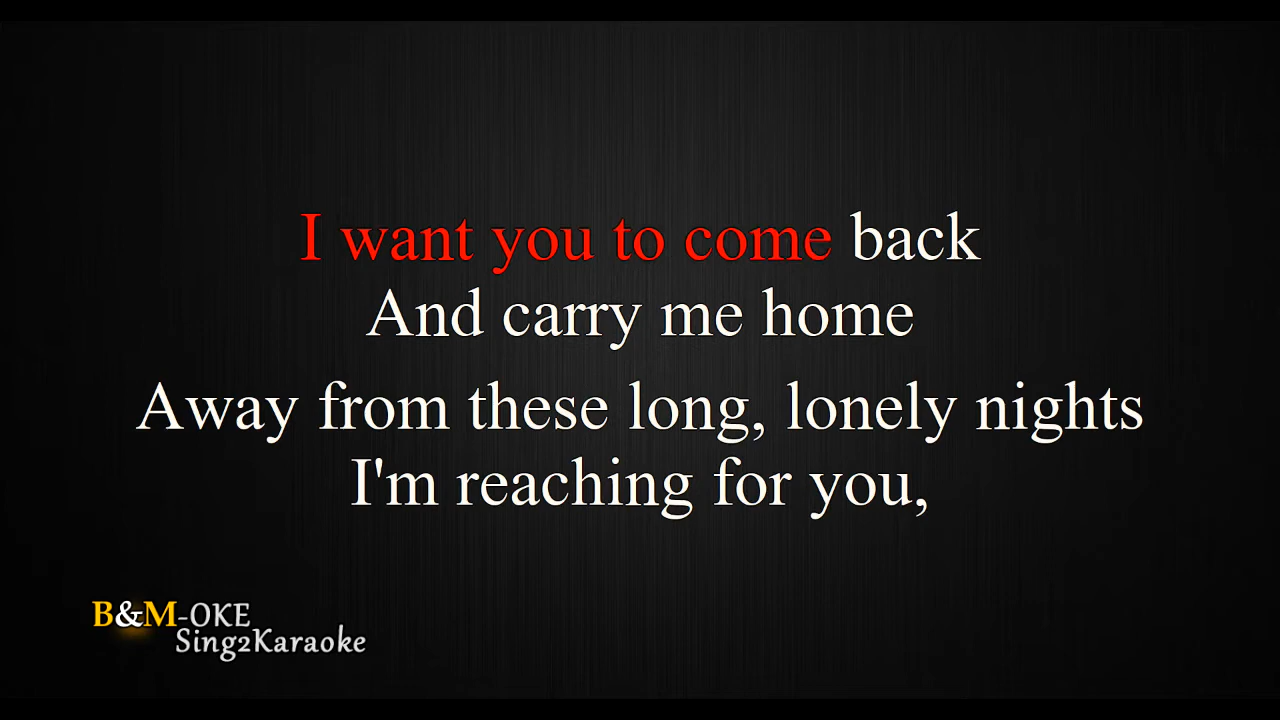 I want you to come back
And carry me home
Away from these long, lonely nights
I'm reaching for you,
B&M-OKE
Sing2Karaoke